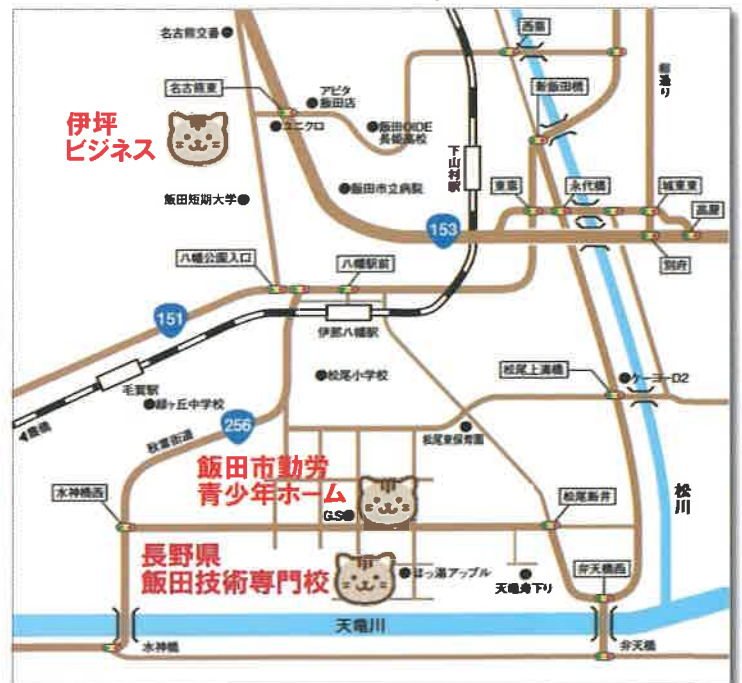 名古熊交番
西鼎
名古熊東
アピタ
飯田店
ユニクロ
飯田OIDE
長姫高校
新飯田橋
伊坪
ビジネス
下山村駅
飯田短期大学
飯田市立病院
東鼎
永代橋
城東東
高屋
153
別府
八幡公園入口
八幡駅前
151
伊那八幡駅
毛賀駅
松尾小学校
松尾上溝橋
ケーヨーD2
緑ヶ丘中学校
豊橋
秋葉街道
256
松尾東保育園
飯田市勤労
青少年ホーム
G.S
水神橋西
松尾新井
松川
長野県
飯田技術専門校
ほっ湯アップル
天竜舟下り
弁天橋西
天竜川
水神橋
弁天橋